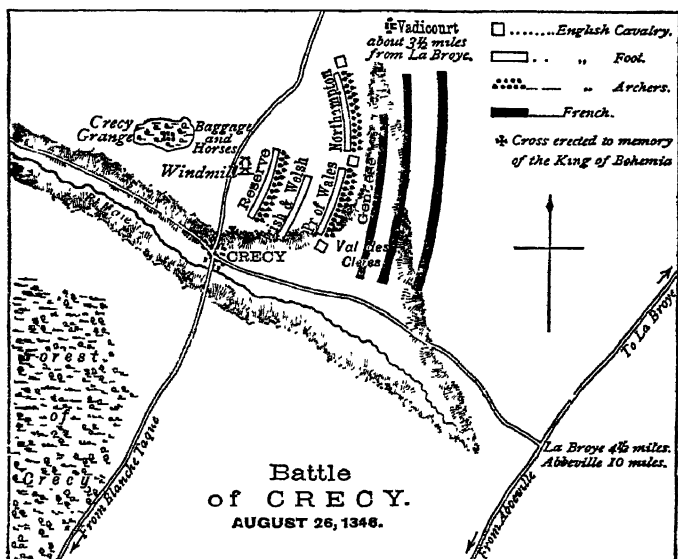 Vadicourt
about 3½ miles
from La Broye.
English Cavalry.
„ Foot.
„ Archers.
French.
Cross erected to memory
of the King of Bohemia
Crecy
Grange
Baggage
and
Horses
Windmill
Reserve
Irish & Welsh
Pr of Wales
Northampton
Genoese
Val des
Clercs
Maie
CRECY
Forest
of
Crecy
From Blanche Taque
To La Broye
La Broye 4½ miles.
Abbeville 10 miles.
From Abbeville
Battle
of CRECY.
AUGUST 26, 1346.